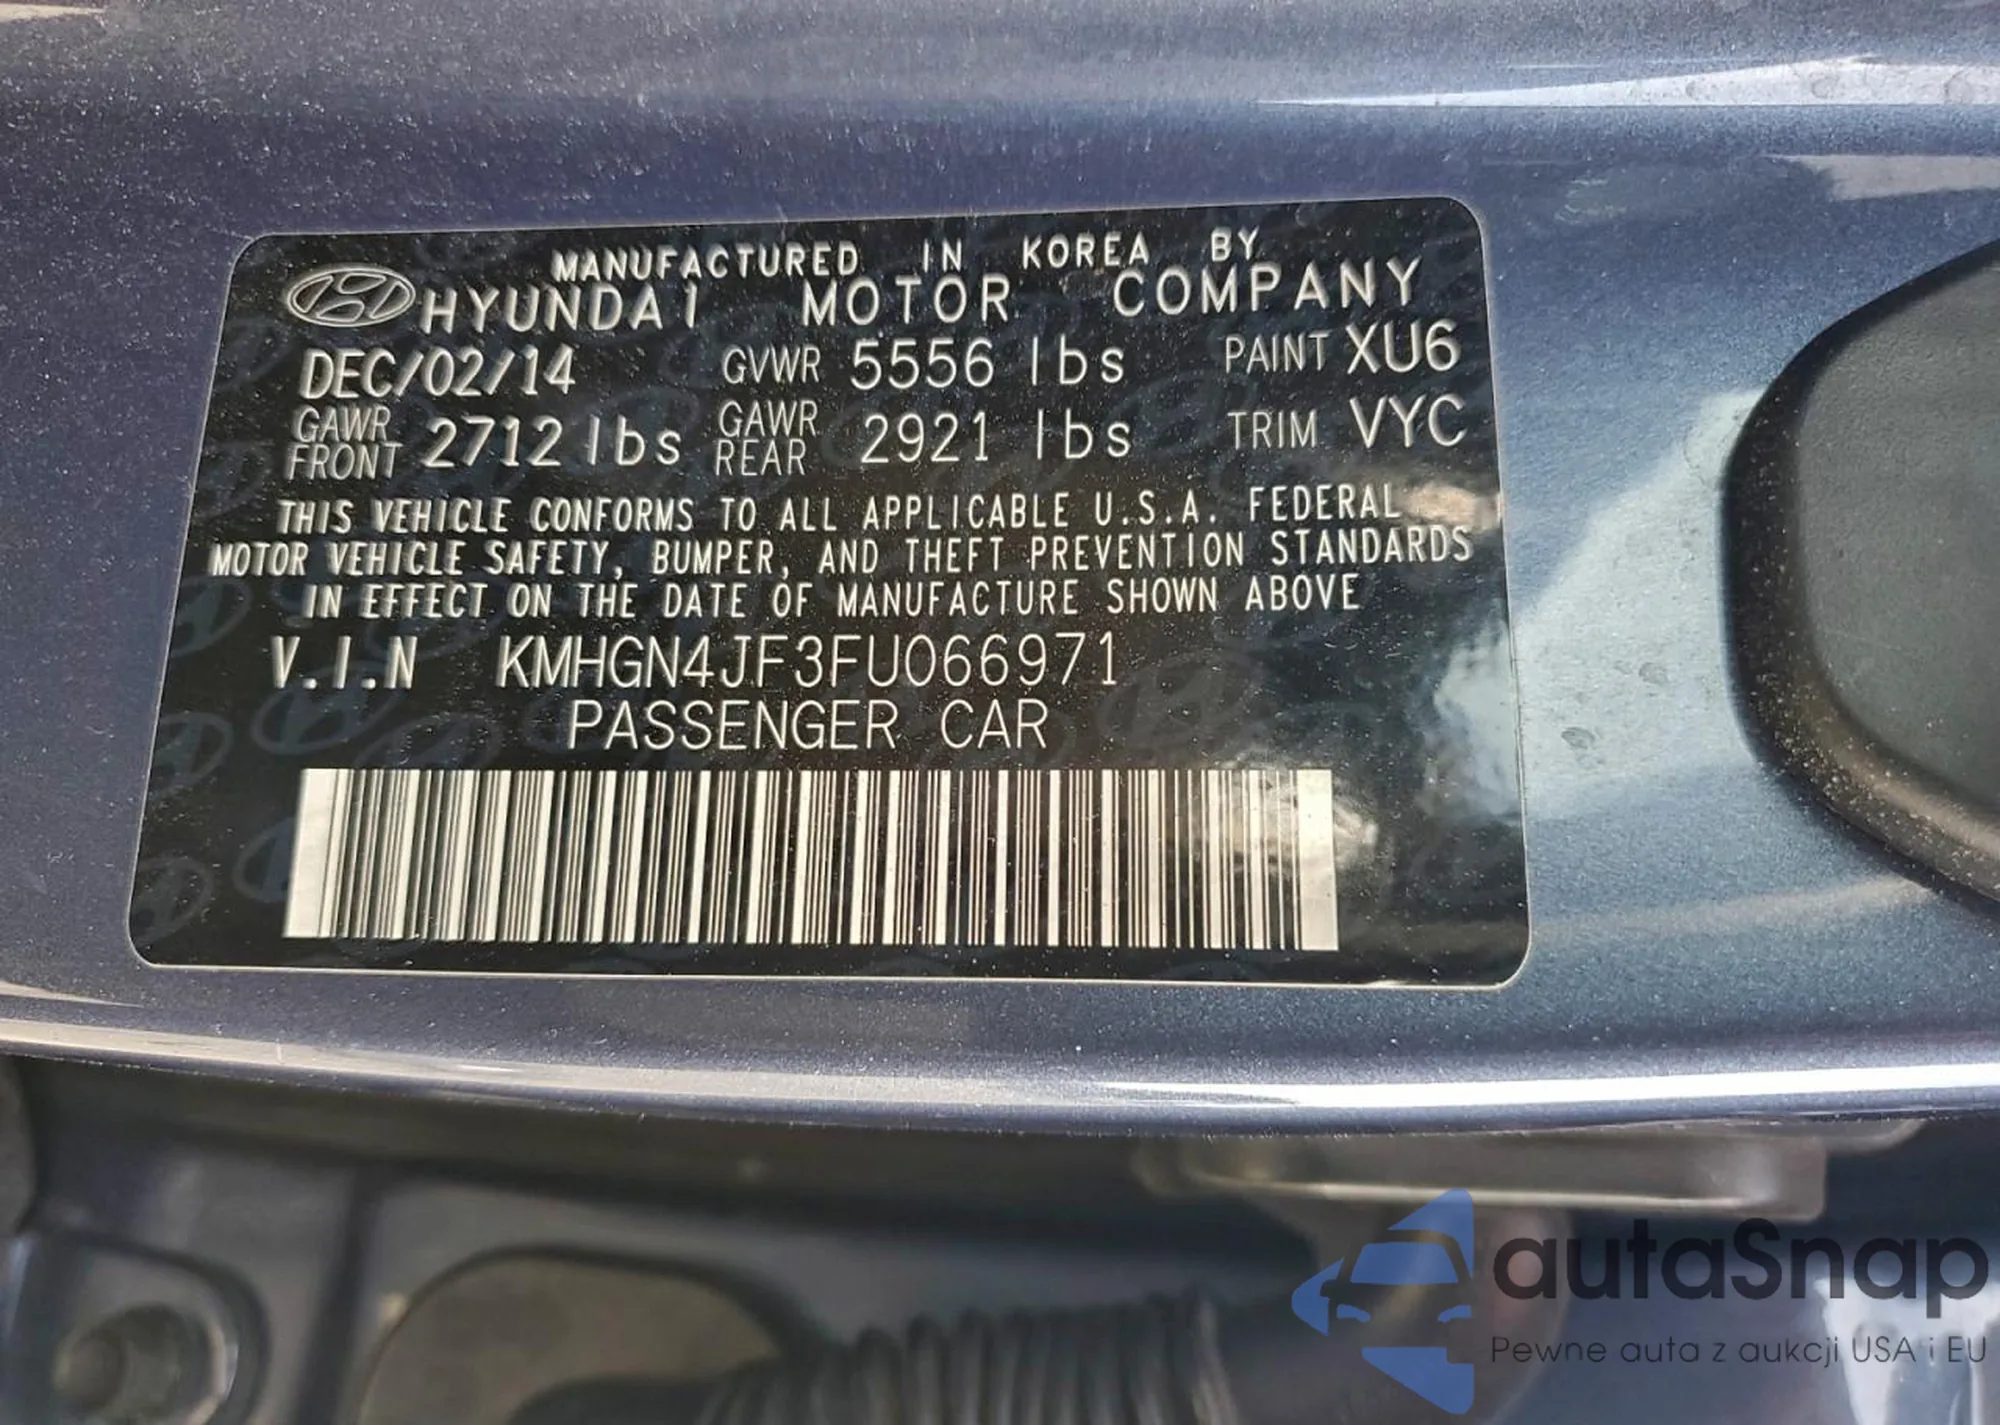 MANUFACTURED IN KOREA BY
HYUNDAI MOTOR COMPANY
DEC/02/14 GVWR 5556 lbs PAINT XU6
GAWR FRONT 2712 lbs GAWR REAR 2921 lbs TRIM VYC
THIS VEHICLE CONFORMS TO ALL APPLICABLE U.S.A. FEDERAL
MOTOR VEHICLE SAFETY, BUMPER, AND THEFT PREVENTION STANDARDS
IN EFFECT ON THE DATE OF MANUFACTURE SHOWN ABOVE
V.I.N KMHGN4JF3FU066971
PASSENGER CAR
autaSnap
Pewne auta z aukcji USA i EU